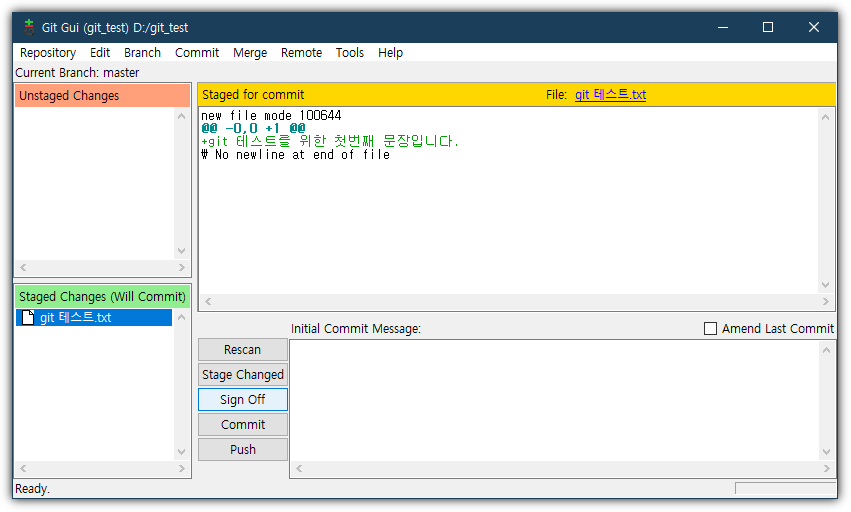 Git Gui (git_test) D:/git_test
Repository Edit Branch Commit Merge Remote Tools Help
Current Branch: master
Unstaged Changes
Staged for commit File: git 테스트.txt
new file mode 100644
@@ -0,0 +1 @@
+git 테스트를 위한 첫번째 문장입니다.
₩ No newline at end of file
Staged Changes (Will Commit)
git 테스트.txt
Initial Commit Message: Amend Last Commit
Rescan
Stage Changed
Sign Off
Commit
Push
Ready.